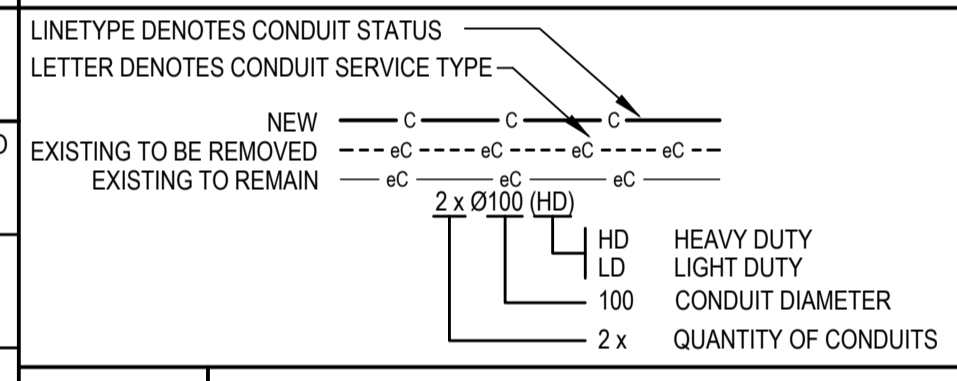 LINETYPE DENOTES CONDUIT STATUS
LETTER DENOTES CONDUIT SERVICE TYPE
NEW C C C
EXISTING TO BE REMOVED eC eC eC eC
EXISTING TO REMAIN eC eC eC
2 x Ø100 (HD)
HD HEAVY DUTY
LD LIGHT DUTY
100 CONDUIT DIAMETER
2 x QUANTITY OF CONDUITS